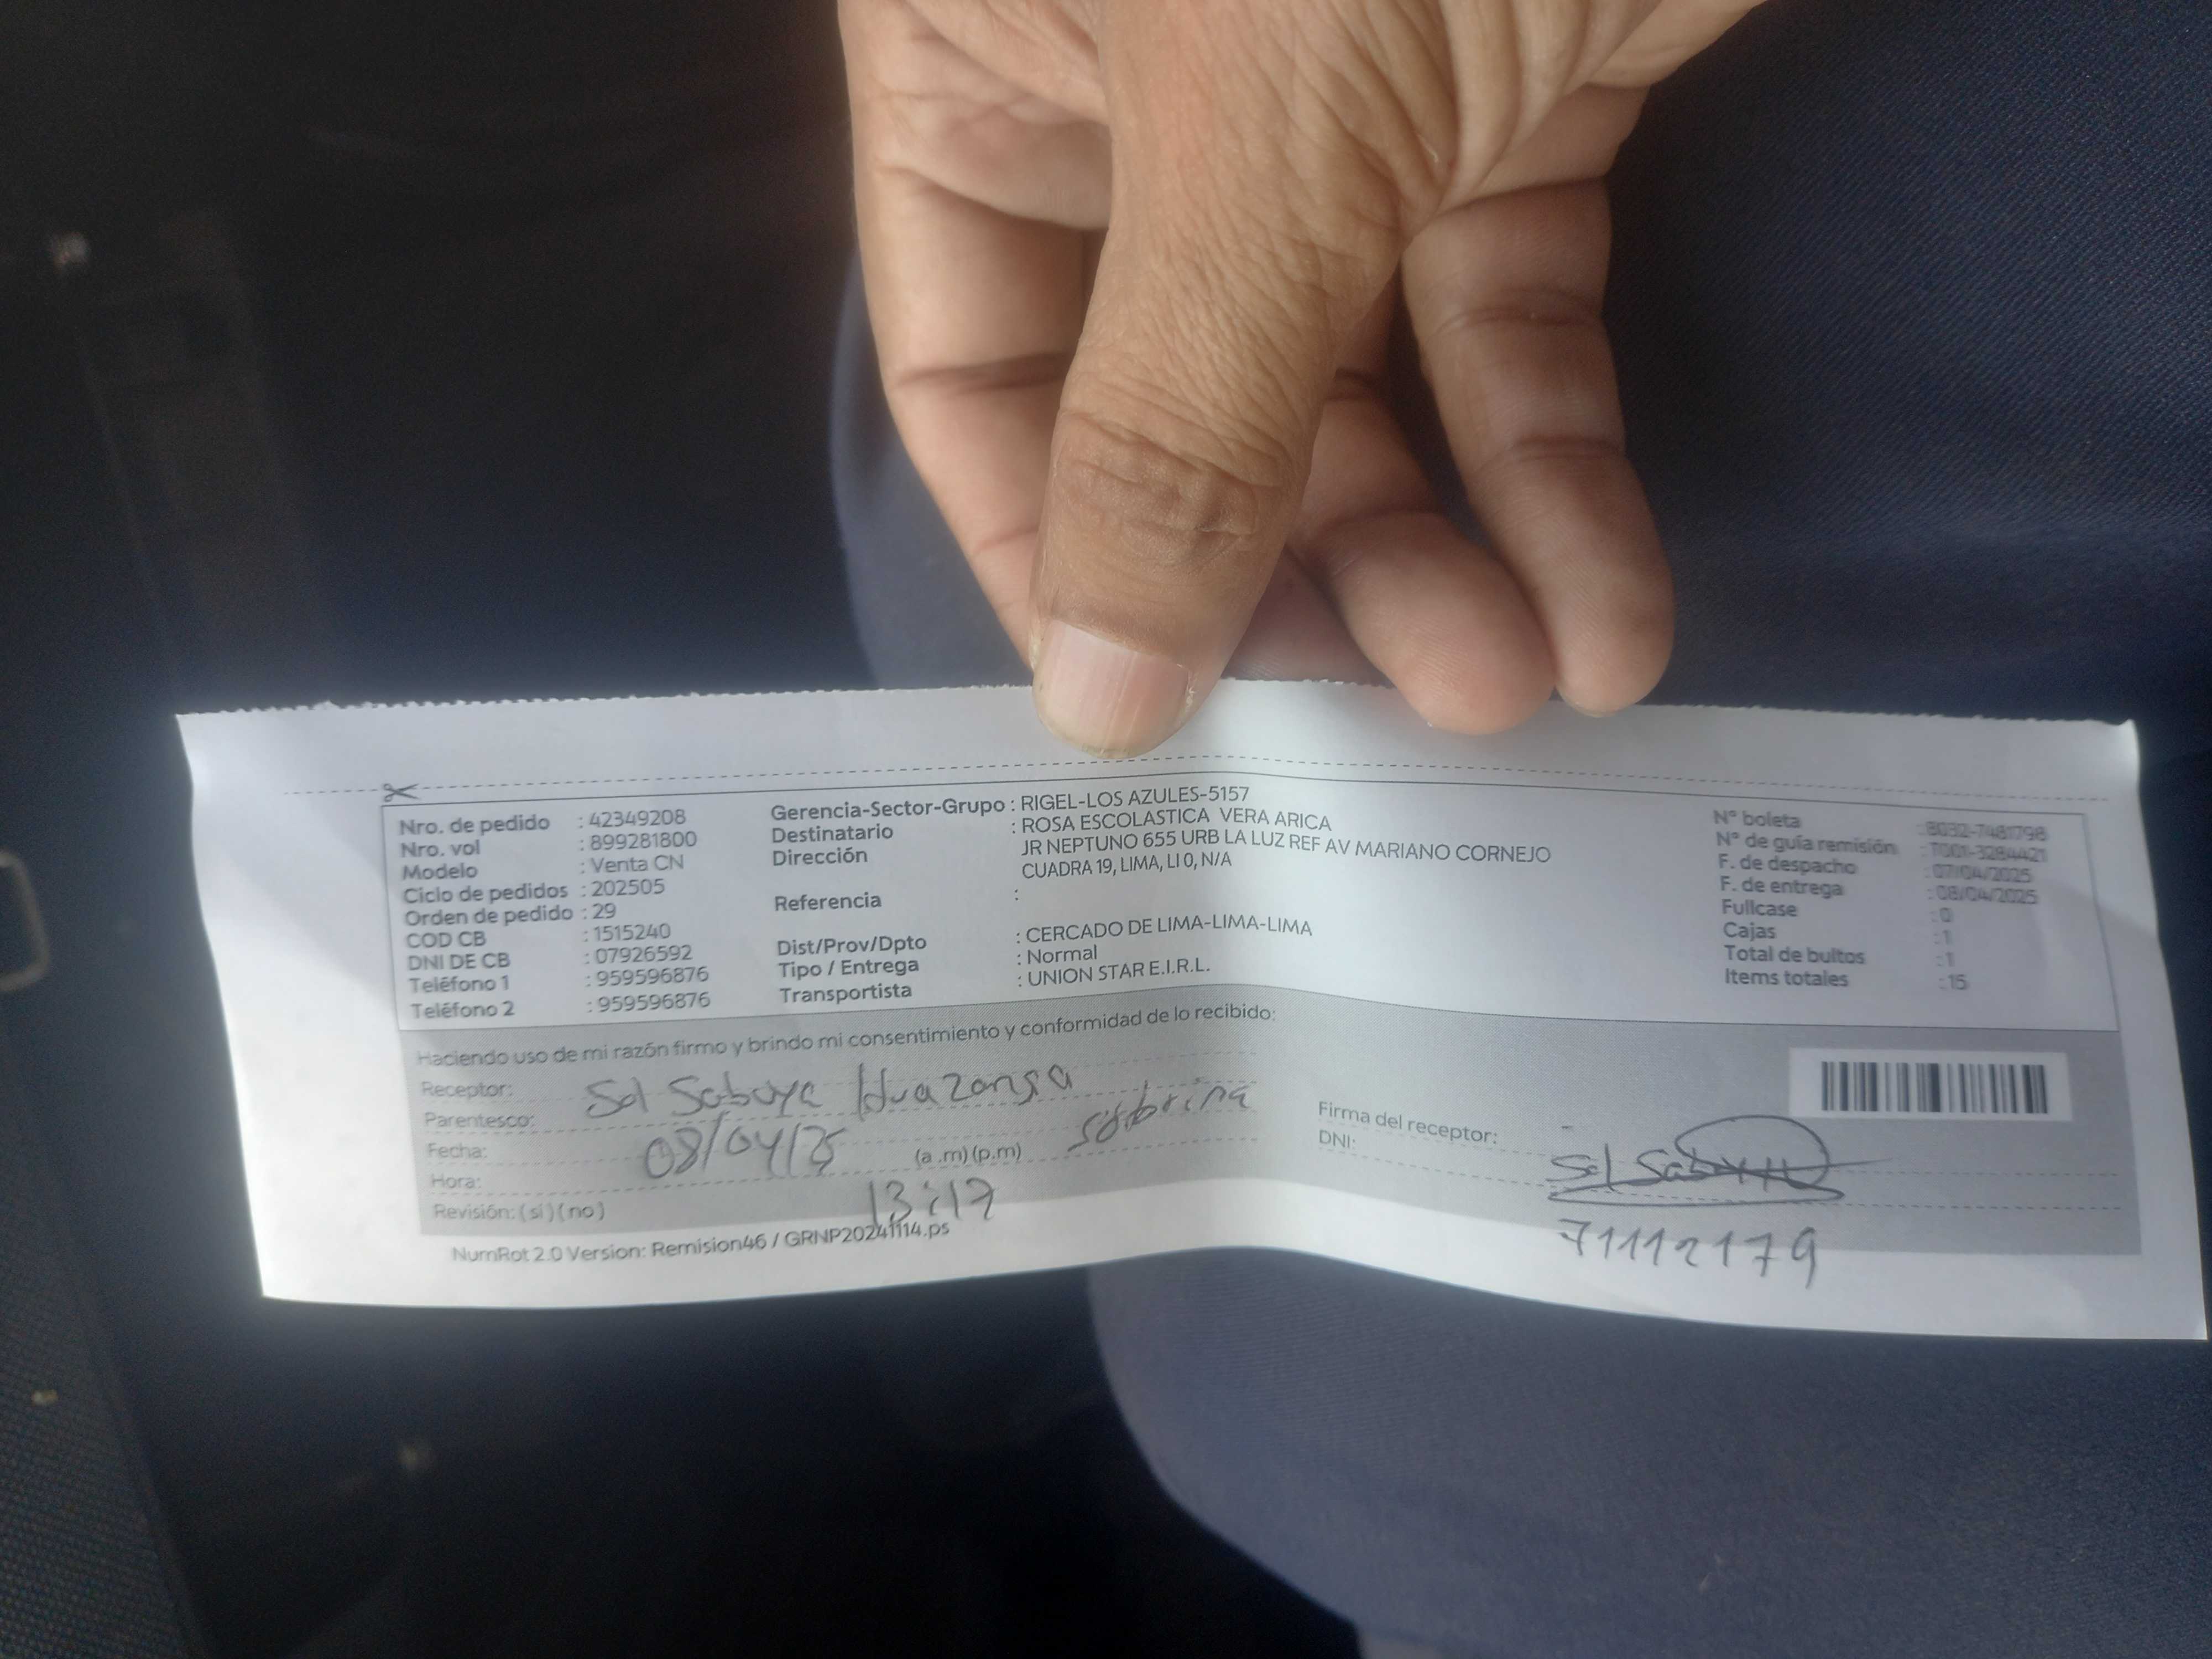 Nro. de pedido : 42349208
Nro. vol : 899281800
Modelo : Venta CN
Ciclo de pedidos : 202505
Orden de pedido : 29
COD CB : 1515240
DNI DE CB : 07926592
Teléfono 1 : 959596876
Teléfono 2 : 959596876
Gerencia-Sector-Grupo : RIGEL-LOS AZULES-5157
Destinatario : ROSA ESCOLASTICA VERA ARICA
Dirección JR NEPTUNO 655 URB LA LUZ REF AV MARIANO CORNEJO
CUADRA 19, LIMA, LI 0, N/A
Referencia :
Dist/Prov/Dpto : CERCADO DE LIMA-LIMA-LIMA
Tipo / Entrega : Normal
Transportista : UNION STAR E.I.R.L.
N° boleta : B032-7481798
N° de guía remisión : T001-3284421
F. de despacho : 07/04/2025
F. de entrega : 08/04/2025
Fullcase : 0
Cajas : 1
Total de bultos : 1
Items totales : 15
Haciendo uso de mi razón firmo y brindo mi consentimiento y conformidad de lo recibido:
Receptor: Sol
Parentesco: sobrina
Fecha: 08/04/25
(a.m)(p.m)
Hora: 13:17
Revisión: (si)(no)
Firma del receptor: Sol
DNI: 71112179
NumRot 2.0 Version: Remision46 / GRNP20241114.ps